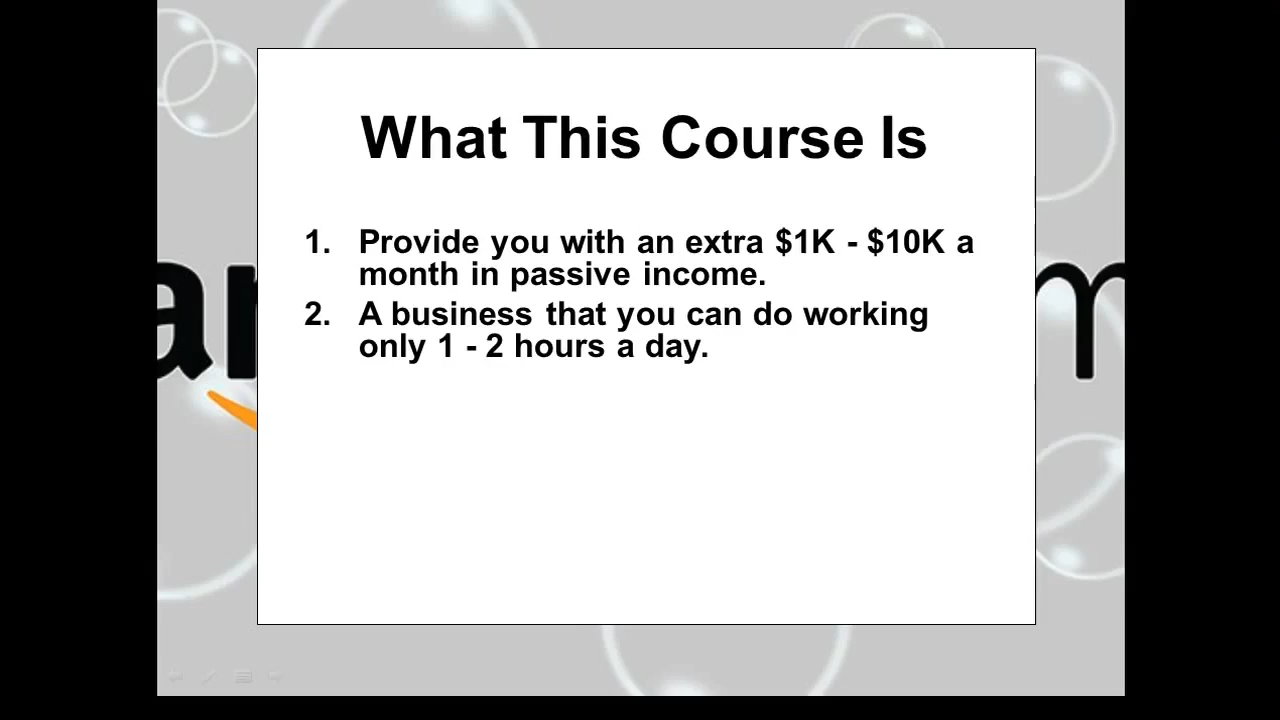 What This Course Is
1. Provide you with an extra $1K - $10K a
month in passive income.
2. A business that you can do working
only 1 - 2 hours a day.
a
m